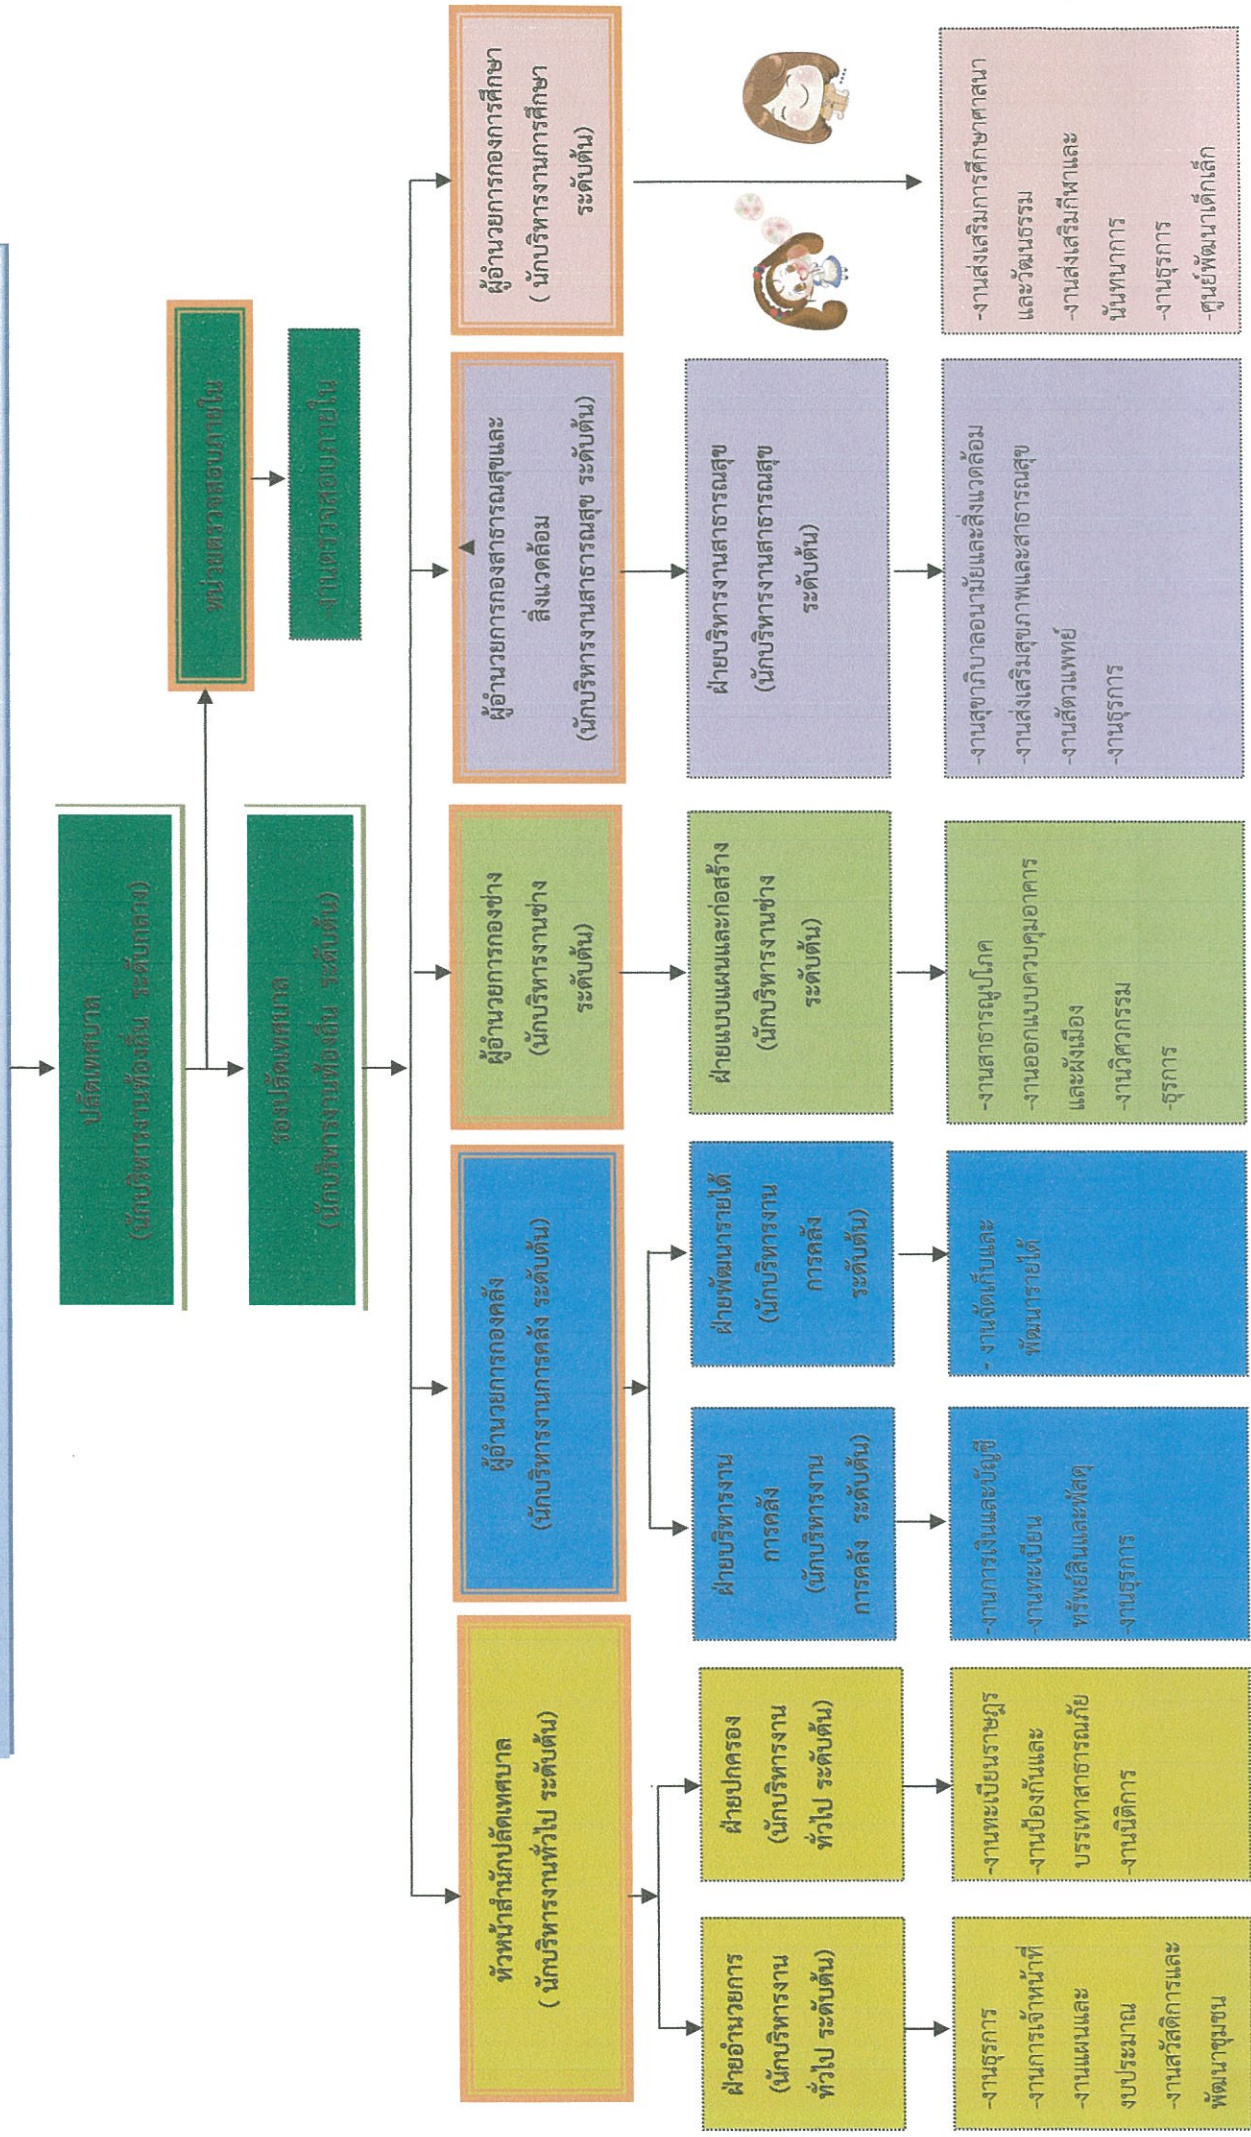 ปลัดเทศบาล
(นักบริหารงานท้องถิ่น ระดับกลาง)
หน่วยตรวจสอบภายใน
-งานตรวจสอบภายใน
รองปลัดเทศบาล
(นักบริหารงานท้องถิ่น ระดับต้น)
หัวหน้าสำนักปลัดเทศบาล
( นักบริหารงานทั่วไป ระดับต้น)
ผู้อำนวยการกองคลัง
(นักบริหารงานการคลัง ระดับต้น)
ผู้อำนวยการกองช่าง
(นักบริหารงานช่าง
ระดับต้น)
ผู้อำนวยการกองสาธารณสุขและ
สิ่งแวดล้อม
(นักบริหารงานสาธารณสุข ระดับต้น)
ผู้อำนวยการกองการศึกษา
( นักบริหารงานการศึกษา
ระดับต้น)
ฝ่ายอำนวยการ
(นักบริหารงาน
ทั่วไป ระดับต้น)
ฝ่ายปกครอง
(นักบริหารงาน
ทั่วไป ระดับต้น)
ฝ่ายบริหารงาน
การคลัง
(นักบริหารงาน
การคลัง ระดับต้น)
ฝ่ายพัฒนารายได้
(นักบริหารงาน
การคลัง
ระดับต้น)
ฝ่ายแบบแผนและก่อสร้าง
(นักบริหารงานช่าง
ระดับต้น)
ฝ่ายบริหารงานสาธารณสุข
(นักบริหารงานสาธารณสุข
ระดับต้น)
-งานธุรการ
-งานการเจ้าหน้าที่
-งานแผนและ
งบประมาณ
-งานสวัสดิการและ
พัฒนาชุมชน
-งานทะเบียนราษฎร
-งานป้องกันและ
บรรเทาสาธารณภัย
-งานนิติการ
-งานการเงินและบัญชี
-งานทะเบียน
ทรัพย์สินและพัสดุ
-งานธุรการ
- งานจัดเก็บและ
พัฒนารายได้
-งานสาธารณูปโภค
-งานออกแบบควบคุมอาคาร
และผังเมือง
-งานวิศวกรรม
-ธุรการ
-งานสุขาภิบาลอนามัยและสิ่งแวดล้อม
-งานส่งเสริมสุขภาพและสาธารณสุข
-งานสัตวแพทย์
-งานธุรการ
-งานส่งเสริมการศึกษาศาสนา
และวัฒนธรรม
-งานส่งเสริมกีฬาและ
นันทนาการ
-งานธุรการ
-ศูนย์พัฒนาเด็กเล็ก